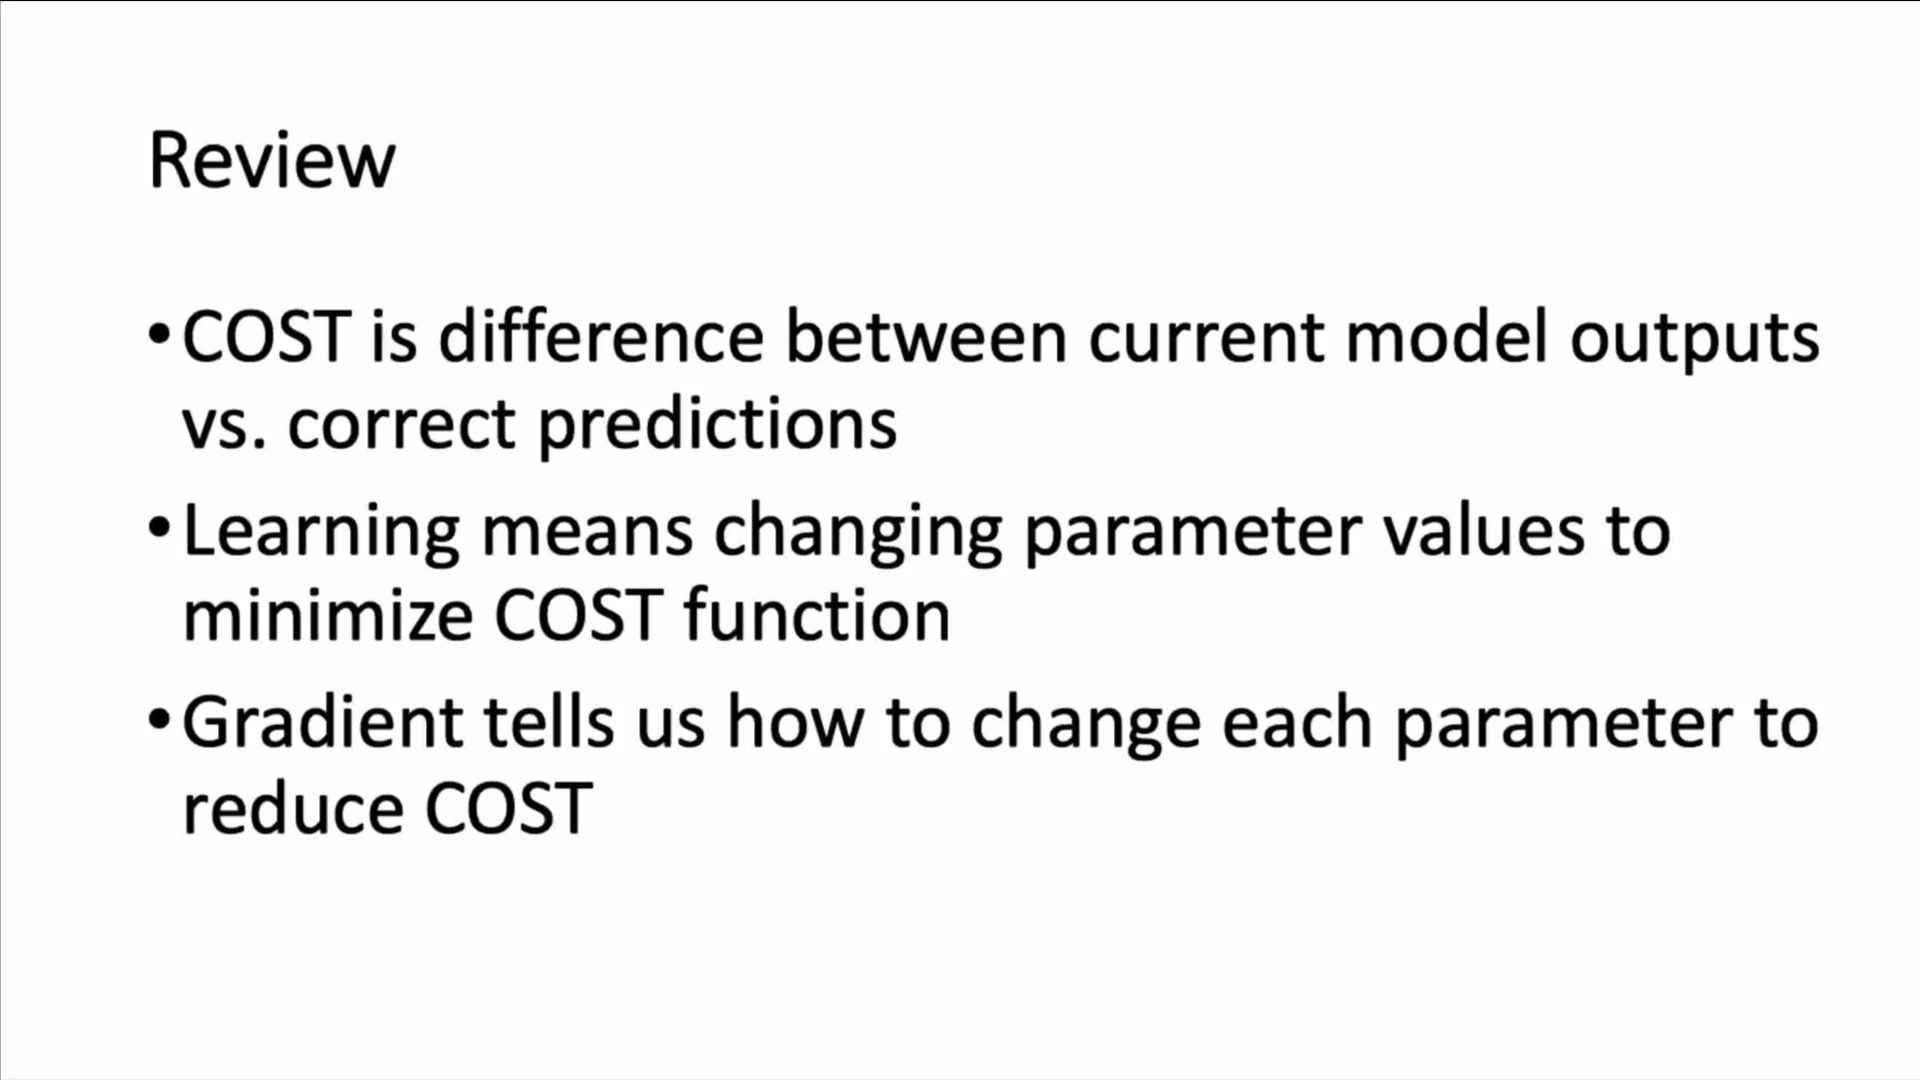 Review
•COST is difference between current model outputs
vs. correct predictions
•Learning means changing parameter values to
minimize COST function
•Gradient tells us how to change each parameter to
reduce COST